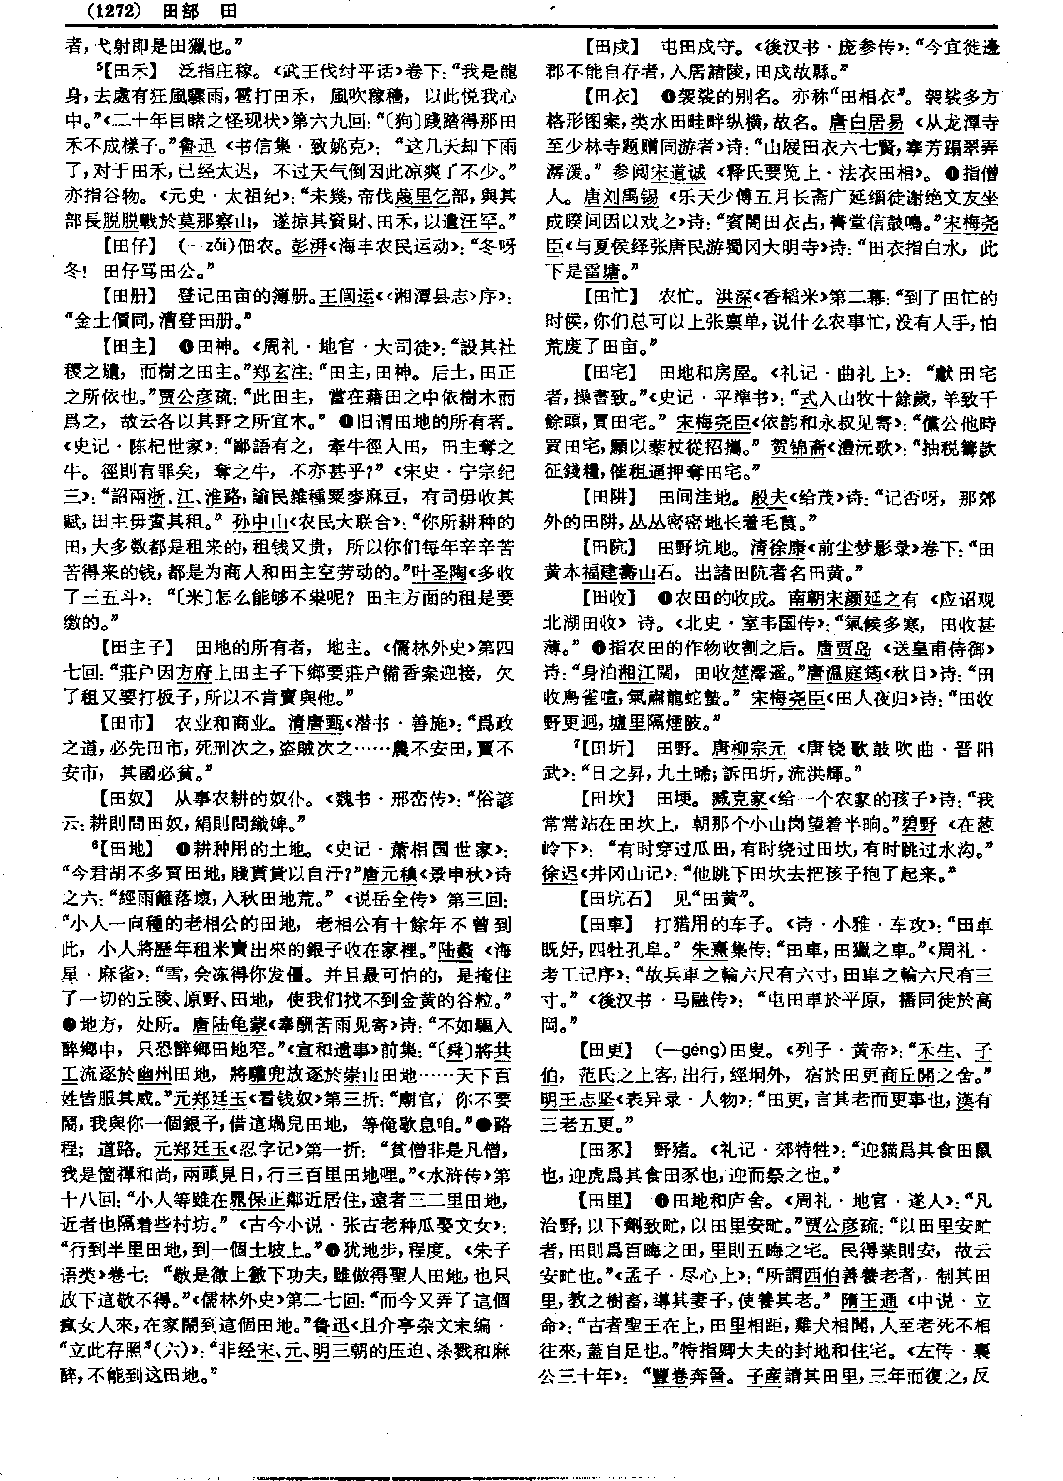 (1272) 田部 田
者，弋射即是田獵也。”
⁵【田禾】 泛指庄稼。《武王伐纣平话》卷下：“我是龍
身，去處有狂風驟雨，雹打田禾，風吹稼穡，以此悦我心
中。”《二十年目睹之怪现状》第六九回：“〔狗〕踐踏得那田
禾不成樣子。”鲁迅《书信集·致姚克》：“这几天却下雨
了，对于田禾，已经太迟，不过天气倒因此凉爽了不少。”
亦指谷物。《元史·太祖纪》：“未幾，帝伐蔑里乞部，與其
部長脱脱戰於莫那察山，遂掠其資財、田禾，以遺汪罕。”
【田仔】 (—zǎi)佃农。彭湃《海丰农民运动》：“冬呀
冬！田仔骂田公。”
【田册】 登记田亩的簿册。王闿运《〈湘潭县志〉序》：
“金土價同，清登田册。”
【田主】 ❶田神。《周礼·地官·大司徒》：“設其社
稷之壝，而樹之田主。”郑玄注：“田主，田神。后土，田正
之所依也。”贾公彦疏：“此田主，當在藉田之中依樹木而
爲之，故云各以其野之所宜木。” ❷旧谓田地的所有者。
《史记·陈杞世家》：“鄙語有之，牽牛徑人田，田主奪之
牛。徑則有罪矣，奪之牛，不亦甚乎？”《宋史·宁宗纪
三》：“詔兩浙、江、淮路，諭民雜種粟麥麻豆，有司毋收其
賦，田主毋責其租。”孙中山《农民大联合》：“你所耕种的
田，大多数都是租来的，租钱又贵，所以你们每年辛辛苦
苦得来的钱，都是为商人和田主空劳动的。”叶圣陶《多收
了三五斗》：“〔米〕怎么能够不粜呢？田主方面的租是要
缴的。”
【田主子】 田地的所有者，地主。《儒林外史》第四
七回：“莊户因方府上田主子下鄉要莊户備香案迎接，欠
了租又要打板子，所以不肯賣與他。”
【田市】 农业和商业。清唐甄《潜书·善施》：“爲政
之道，必先田市，死刑次之，盗賊次之……農不安田，賈不
安市，其國必貧。”
【田奴】 从事农耕的奴仆。《魏书·邢峦传》：“俗諺
云：耕則問田奴，絹則問織婢。”
⁶【田地】 ❶耕种用的土地。《史记·萧相国世家》：
“今君胡不多買田地，賤貰貸以自汙？”唐元稹《景申秋》诗
之六：“經雨籬落壞，入秋田地荒。”《说岳全传》第三回：
“小人一向種的老相公的田地，老相公有十餘年不曾到
此，小人將歷年租米賣出來的銀子收在家裡。”陆蠡《海
星·麻雀》：“雪，会冻得你发僵。并且最可怕的，是掩住
了一切的丘陵、原野、田地，使我们找不到金黄的谷粒。”
❷地方，处所。唐陆龟蒙《奉酬苦雨见寄》诗：“不如驅入
醉鄉中，只恐醉鄉田地窄。”《宣和遗事》前集：“〔舜〕將共
工流逐於幽州田地，將驩兜放逐於崇山田地……天下百
姓皆服其威。”元郑廷玉《看钱奴》第三折：“廟官，你不要
鬧，我與你一個銀子，借這堝兒田地，等俺歇息咱。”❸路
程；道路。元郑廷玉《忍字记》第一折：“貧僧非是凡僧，
我是箇禪和尚，兩頭見日，行三百里田地哩。”《水浒传》第
十八回：“小人等雖在晁保正鄰近居住，遠者三二里田地，
近者也隔着些村坊。”《古今小说·张古老种瓜娶文女》：
“行到半里田地，到一個土坡上。”❹犹地步，程度。《朱子
语类》卷七：“敬是徹上徹下功夫，雖做得聖人田地，也只
放下這敬不得。”《儒林外史》第二七回：“而今又弄了這個
瘋女人來，在家鬧到這個田地。”鲁迅《且介亭杂文末编·
“立此存照”(六)》：“非经宋、元、明三朝的压迫、杀戮和麻
醉，不能到这田地。”
【田戍】 屯田戍守。《後汉书·庞参传》：“今宜徙邊
郡不能自存者，入居諸陵，田戍故縣。”
【田衣】 ❶袈裟的别名。亦称“田相衣”。袈裟多方
格形图案，类水田畦畔纵横，故名。唐白居易《从龙潭寺
至少林寺题赠同游者》诗：“山屐田衣六七賢，搴芳蹋翠弄
潺湲。”参阅宋道诚《释氏要览上·法衣田相》。❷指僧
人。唐刘禹锡《乐天少傅五月长斋广延缁徒谢绝文友坐
成睽间因以戏之》诗：“賓閤田衣占，書堂信鼓鳴。”宋梅尧
臣《与夏侯绎张唐民游蜀冈大明寺》诗：“田衣指白水，此
下是雷塘。”
【田忙】 农忙。洪深《香稻米》第二幕：“到了田忙的
时候，你们总可以上张禀单，说什么农事忙，没有人手，怕
荒废了田亩。”
【田宅】 田地和房屋。《礼记·曲礼上》：“獻田宅
者，操書致。”《史记·平準书》：“式入山牧十餘歲，羊致千
餘頭，買田宅。”宋梅尧臣《依韵和永叔见寄》：“儻公他時
買田宅，願以藜杖從招攜。”贺锦斋《澧沅歌》：“抽税籌款
征錢糧，催租逼押奪田宅。”
【田阱】 田间洼地。殷夫《给茂》诗：“记否呀，那郊
外的田阱，丛丛密密地长着毛莨。”
【田阬】 田野坑地。清徐康《前尘梦影录》卷下：“田
黄本福建壽山石。出諸田阬者名田黄。”
【田收】 ❶农田的收成。南朝宋颜延之有《应诏观
北湖田收》诗。《北史·室韦国传》：“氣候多寒，田收甚
薄。”❷指农田的作物收割之后。唐贾岛《送皇甫侍御》
诗：“身泊湘江闊，田收楚澤遥。”唐温庭筠《秋日》诗：“田
收鳥雀喧，氣肅龍蛇蟄。”宋梅尧臣《田人夜归》诗：“田收
野更迥，墟里隔煙陂。”
⁷【田圻】 田野。唐柳宗元《唐铙歌鼓吹曲·晋阳
武》：“日之昇，九土晞；訴田圻，流洪輝。”
【田坎】 田埂。臧克家《给一个农家的孩子》诗：“我
常常站在田坎上，朝那个小山岗望着半晌。”碧野《在葱
岭下》：“有时穿过瓜田，有时绕过田坎，有时跳过水沟。”
徐迟《井冈山记》：“他跳下田坎去把孩子抱了起来。”
【田坑石】 见“田黄”。
【田車】 打猎用的车子。《诗·小雅·车攻》：“田車
既好，四牡孔阜。”朱熹集传：“田車，田獵之車。”《周礼·
考工记序》：“故兵車之輪六尺有六寸，田車之輪六尺有三
寸。”《後汉书·马融传》：“屯田車於平原，播同徒於高
岡。”
【田更】 (—gēng)田叟。《列子·黄帝》：“禾生、子
伯，范氏之上客，出行，經坰外，宿於田更商丘開之舍。”
明王志坚《表异录·人物》：“田更，言其老而更事也，漢有
三老五更。”
【田豕】 野猪。《礼记·郊特牲》：“迎貓爲其食田鼠
也，迎虎爲其食田豕也，迎而祭之也。”
【田里】 ❶田地和庐舍。《周礼·地官·遂人》：“凡
治野，以下劑致甿，以田里安甿。”贾公彦疏：“以田里安甿
者，田則爲百畮之田，里則五畮之宅。民得業則安，故云
安甿也。”《孟子·尽心上》：“所謂西伯善養老者，制其田
里，教之樹畜，導其妻子，使養其老。”隋王通《中说·立
命》：“古者聖王在上，田里相距，雞犬相聞，人至老死不相
往來，蓋自足也。”特指卿大夫的封地和住宅。《左传·襄
公三十年》：“豐卷奔晉。子産請其田里，三年而復之，反